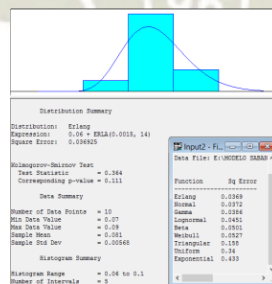 Distribution Summary
Distribution: Erlang
Expression: 0.06 + ERLA(0.0015, 14)
Square Error: 0.036925
Kolmogorov-Smirnov Test
Test Statistic = 0.364
Corresponding p-value = 0.111
Data Summary
Number of Data Points = 10
Min Data Value = 0.07
Max Data Value = 0.09
Sample Mean = 0.081
Sample Std Dev = 0.00568
Histogram Summary
Histogram Range = 0.06 to 0.1
Number of Intervals = 5
Input2 - Fi...
Data File: E:\MODELO SABAN
Function Sq Error
Erlang 0.0369
Normal 0.0372
Gamma 0.0386
Lognormal 0.0451
Beta 0.0501
Weibull 0.0527
Triangular 0.158
Uniform 0.34
Exponential 0.433